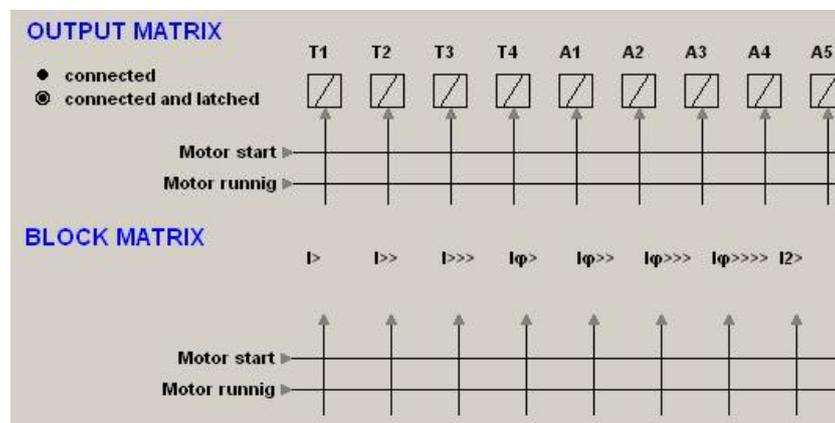 OUTPUT MATRIX
T1 T2 T3 T4 A1 A2 A3 A4 A5
connected
connected and latched
Motor start
Motor runnig
BLOCK MATRIX
I> I>> I>>> Iφ> Iφ>> Iφ>>> Iφ>>>> I2>
Motor start
Motor runnig